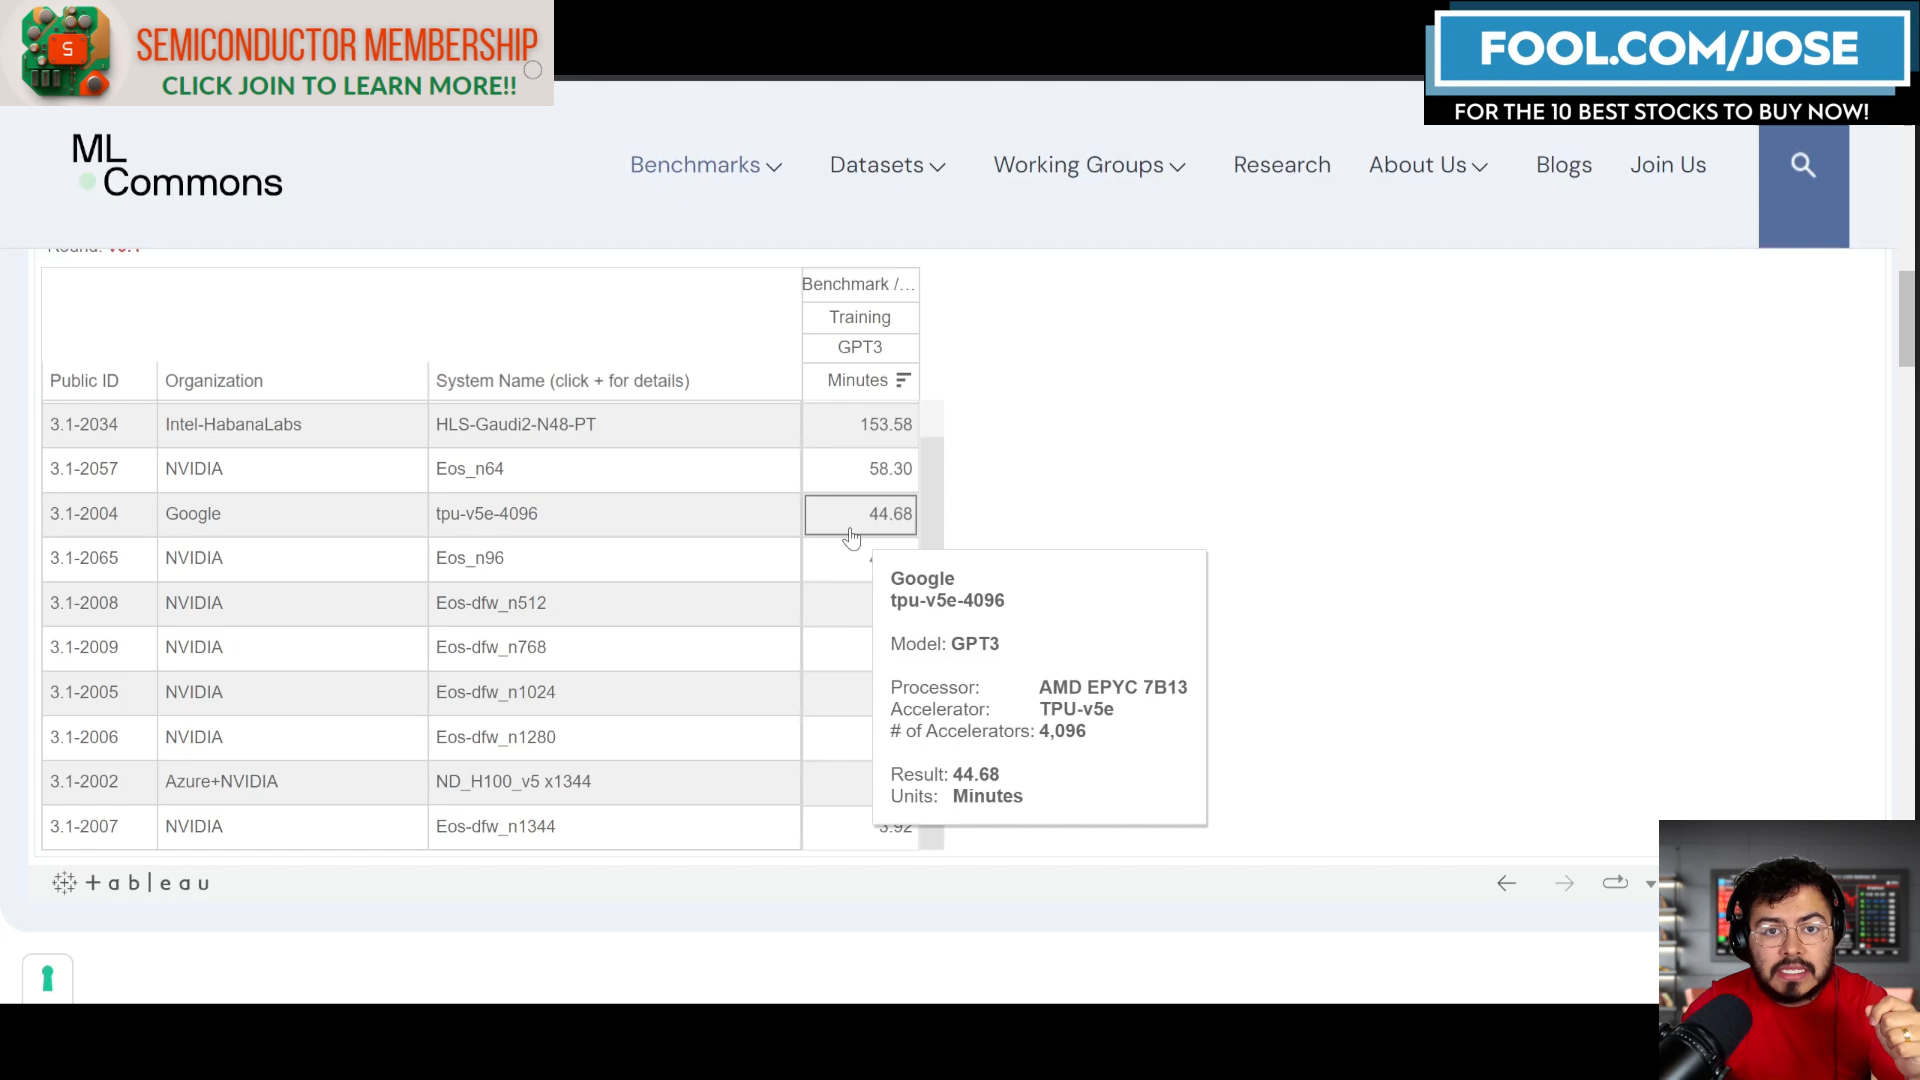 SEMICONDUCTOR MEMBERSHIP
CLICK JOIN TO LEARN MORE!!
S
FOOL.COM/JOSE
FOR THE 10 BEST STOCKS TO BUY NOW!
ML
Commons
Benchmarks Datasets Working Groups Research About Us Blogs Join Us
Benchmark /...
Training
GPT3
Public ID Organization System Name (click + for details) Minutes
3.1-2034 Intel-HabanaLabs HLS-Gaudi2-N48-PT 153.58
3.1-2057 NVIDIA Eos_n64 58.30
3.1-2004 Google tpu-v5e-4096 44.68
3.1-2065 NVIDIA Eos_n96
3.1-2008 NVIDIA Eos-dfw_n512
3.1-2009 NVIDIA Eos-dfw_n768
3.1-2005 NVIDIA Eos-dfw_n1024
3.1-2006 NVIDIA Eos-dfw_n1280
3.1-2002 Azure+NVIDIA ND_H100_v5 x1344
3.1-2007 NVIDIA Eos-dfw_n1344 3.92
Google
tpu-v5e-4096
Model: GPT3
Processor: AMD EPYC 7B13
Accelerator: TPU-v5e
# of Accelerators: 4,096
Result: 44.68
Units: Minutes
+ab|eau